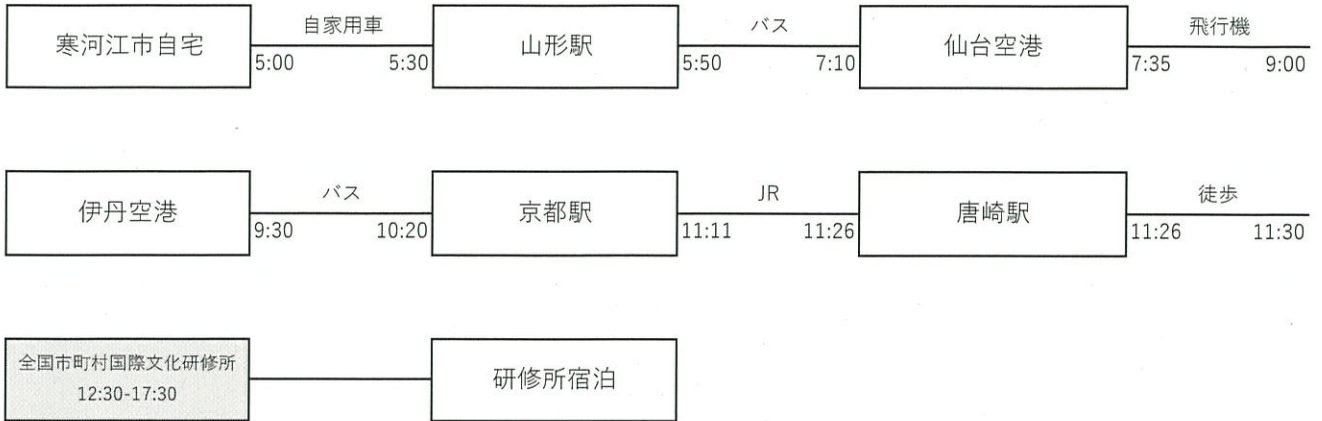 寒河江市自宅
自家用車
5:00 5:30
山形駅
バス
5:50 7:10
仙台空港
飛行機
7:35 9:00
伊丹空港
バス
9:30 10:20
京都駅
JR
11:11 11:26
唐崎駅
徒歩
11:26 11:30
全国市町村国際文化研修所
12:30-17:30
研修所宿泊